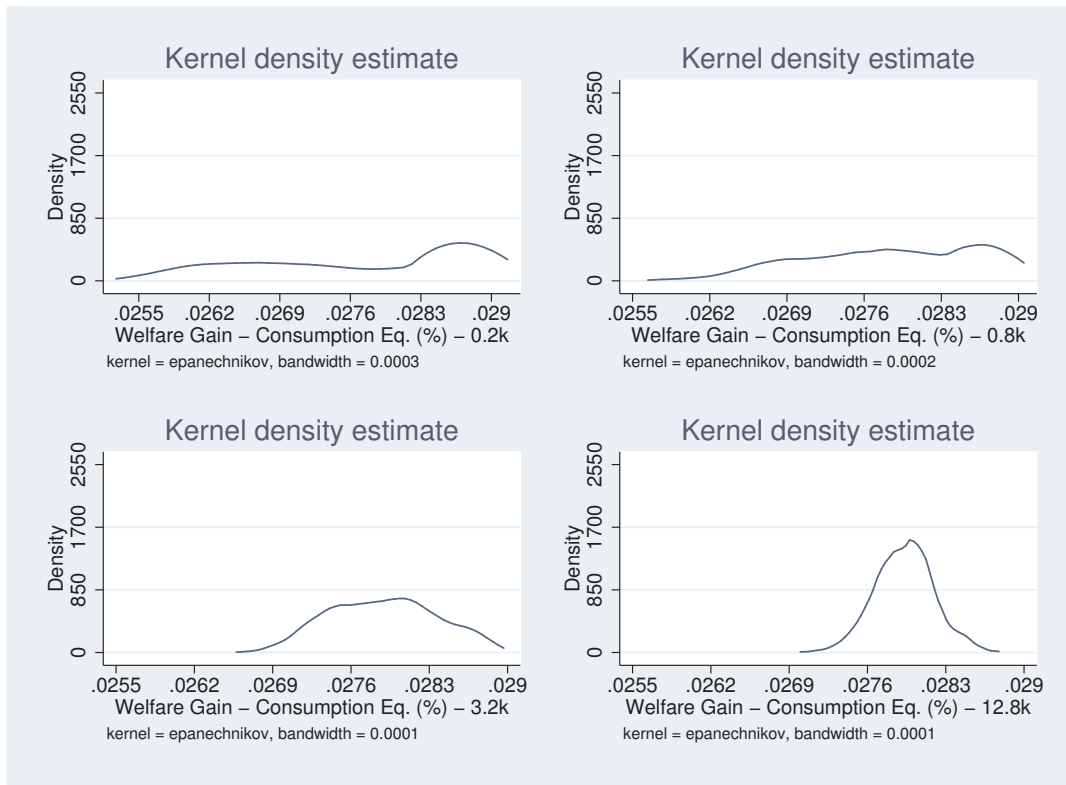 Kernel density estimate
Density
2550
1700
850
0
.0255 .0262 .0269 .0276 .0283 .029
Welfare Gain − Consumption Eq. (%) − 0.2k
kernel = epanechnikov, bandwidth = 0.0003
Kernel density estimate
Density
2550
1700
850
0
.0255 .0262 .0269 .0276 .0283 .029
Welfare Gain − Consumption Eq. (%) − 0.8k
kernel = epanechnikov, bandwidth = 0.0002
Kernel density estimate
Density
2550
1700
850
0
.0255 .0262 .0269 .0276 .0283 .029
Welfare Gain − Consumption Eq. (%) − 3.2k
kernel = epanechnikov, bandwidth = 0.0001
Kernel density estimate
Density
2550
1700
850
0
.0255 .0262 .0269 .0276 .0283 .029
Welfare Gain − Consumption Eq. (%) − 12.8k
kernel = epanechnikov, bandwidth = 0.0001